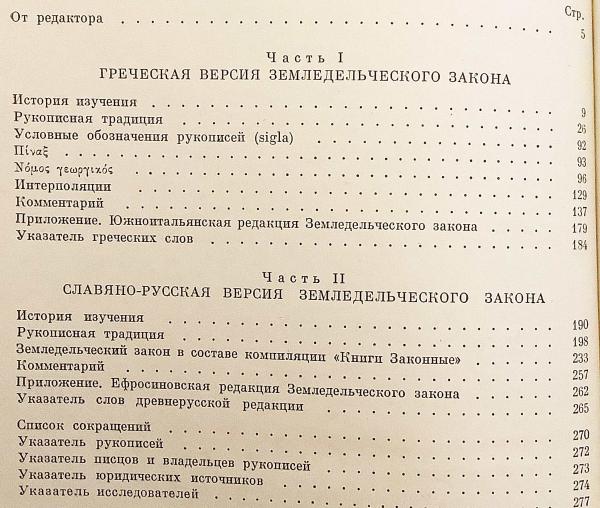 Стр.
От редактора . . . . . . . . . . . . . . . . . . . . 5
Часть I
ГРЕЧЕСКАЯ ВЕРСИЯ ЗЕМЛЕДЕЛЬЧЕСКОГО ЗАКОНА
История изучения . . . . . . . . . . . . . . . . . . . . 9
Рукописная традиция . . . . . . . . . . . . . . . . . . . . 26
Условные обозначения рукописей (sigla) . . . . . . . . . . . . . . . 92
Πίναξ . . . . . . . . . . . . . . . . . . . . 93
Νόμος γεωργικός . . . . . . . . . . . . . . . . . . . . 96
Интерполяции . . . . . . . . . . . . . . . . . . . . 129
Комментарий . . . . . . . . . . . . . . . . . . . . 137
Приложение. Южноитальянская редакция Земледельческого закона . . . . . 179
Указатель греческих слов . . . . . . . . . . . . . . . . . . 184
Часть II
СЛАВЯНО-РУССКАЯ ВЕРСИЯ ЗЕМЛЕДЕЛЬЧЕСКОГО ЗАКОНА
История изучения . . . . . . . . . . . . . . . . . . . . 190
Рукописная традиция . . . . . . . . . . . . . . . . . . . . 198
Земледельческий закон в составе компиляции «Книги Законные» . . . . . . 233
Комментарий . . . . . . . . . . . . . . . . . . . . 257
Приложение. Ефросиновская редакция Земледельческого закона . . . . . . 262
Указатель слов древнерусской редакции . . . . . . . . . . . . . 265
Список сокращений . . . . . . . . . . . . . . . . . . . . 270
Указатель рукописей . . . . . . . . . . . . . . . . . . . . 272
Указатель писцов и владельцев рукописей . . . . . . . . . . . . . 273
Указатель юридических источников . . . . . . . . . . . . . . . 274
Указатель исследователей . . . . . . . . . . . . . . . . . . 277